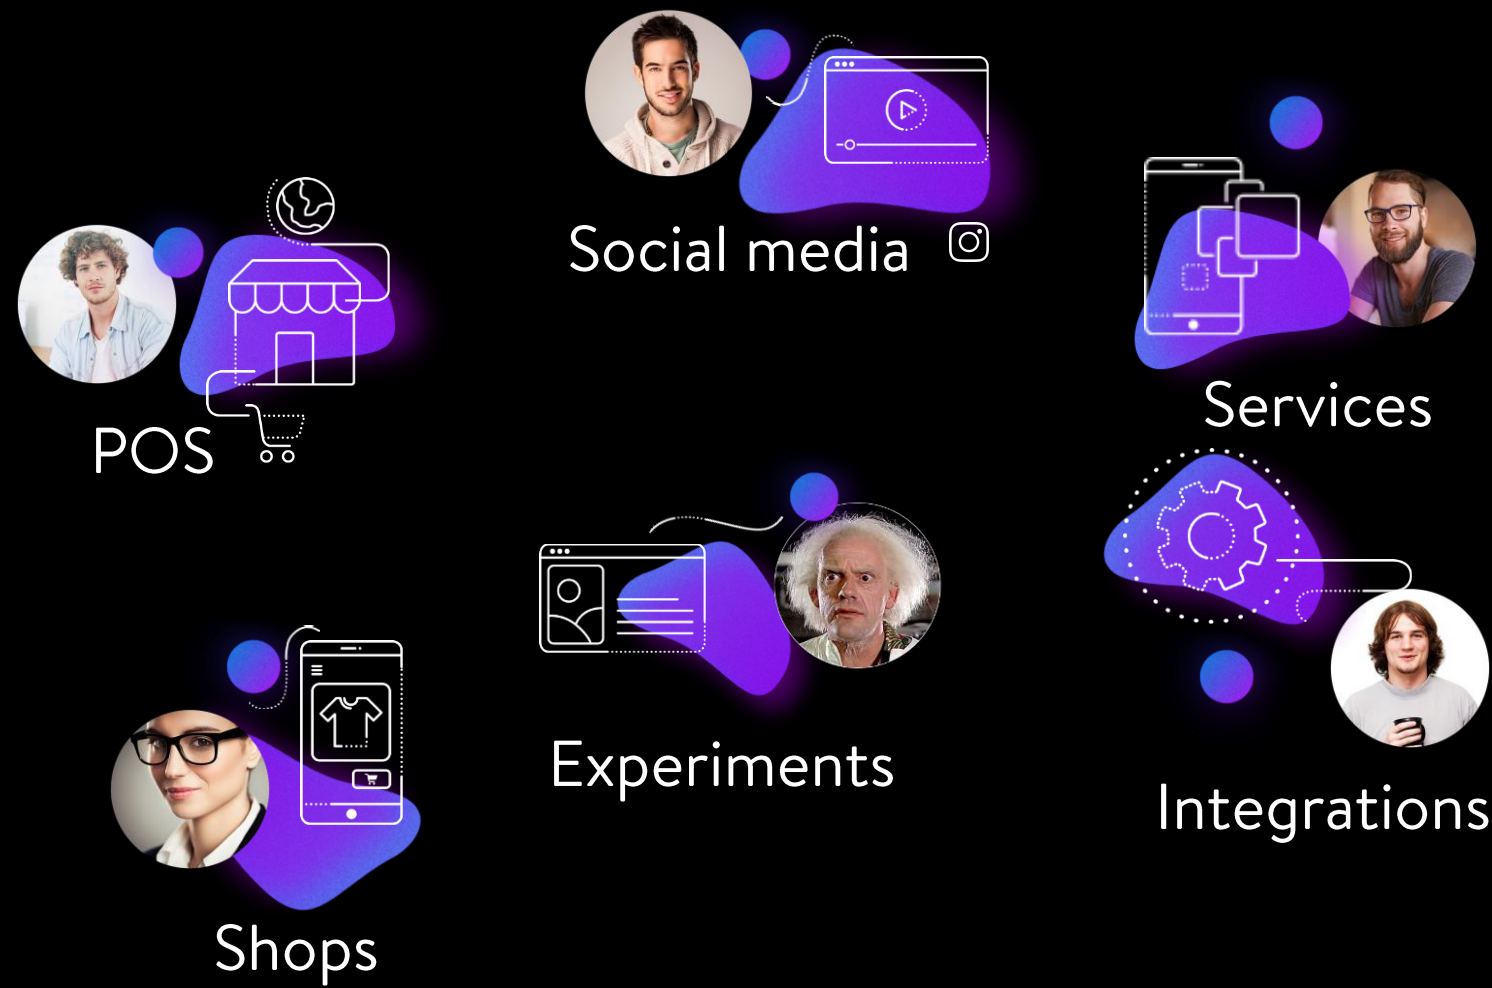 Social media
Services
POS
Experiments
Integrations
Shops